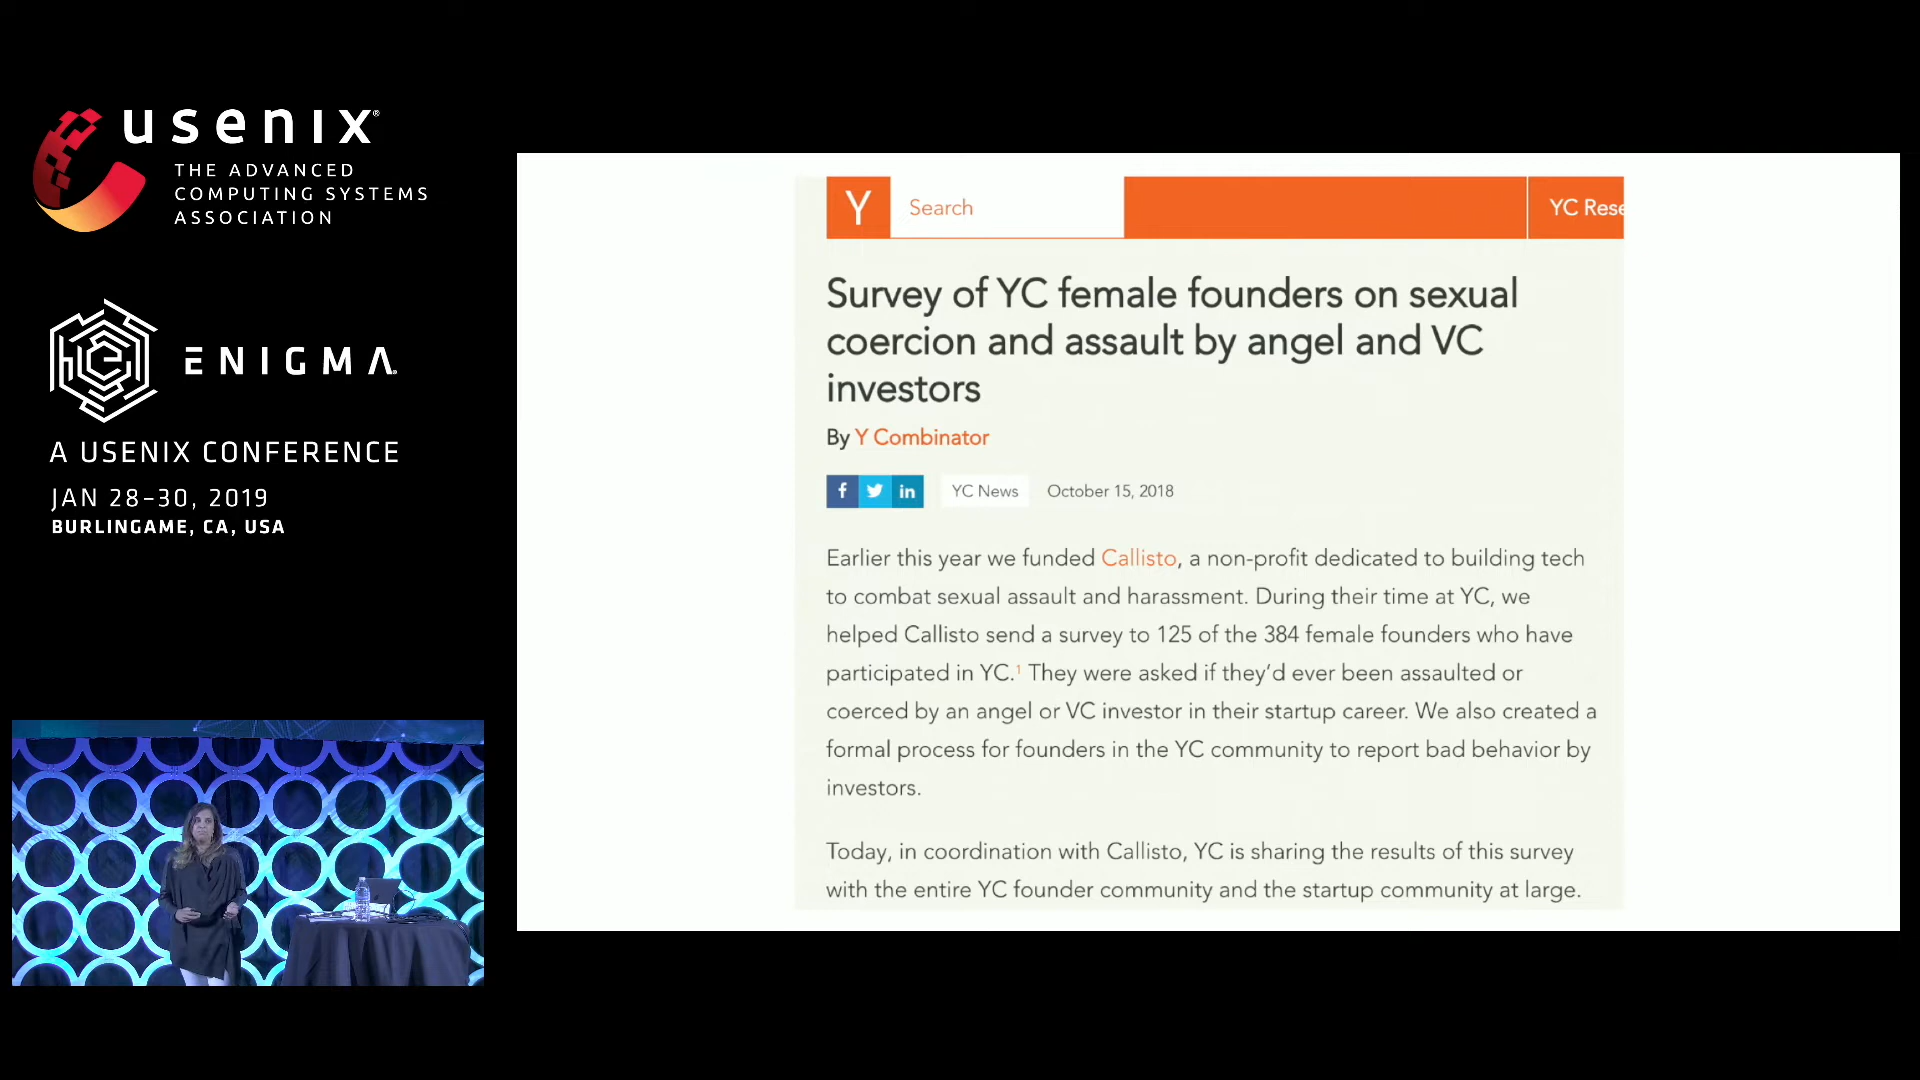 usenix®
THE ADVANCED
COMPUTING SYSTEMS
ASSOCIATION
ENIGMA.
A USENIX CONFERENCE
JAN 28–30, 2019
BURLINGAME, CA, USA
Y Search YC Rese
Survey of YC female founders on sexual
coercion and assault by angel and VC
investors
By Y Combinator
f in YC News October 15, 2018
Earlier this year we funded Callisto, a non-profit dedicated to building tech
to combat sexual assault and harassment. During their time at YC, we
helped Callisto send a survey to 125 of the 384 female founders who have
participated in YC.¹ They were asked if they’d ever been assaulted or
coerced by an angel or VC investor in their startup career. We also created a
formal process for founders in the YC community to report bad behavior by
investors.
Today, in coordination with Callisto, YC is sharing the results of this survey
with the entire YC founder community and the startup community at large.